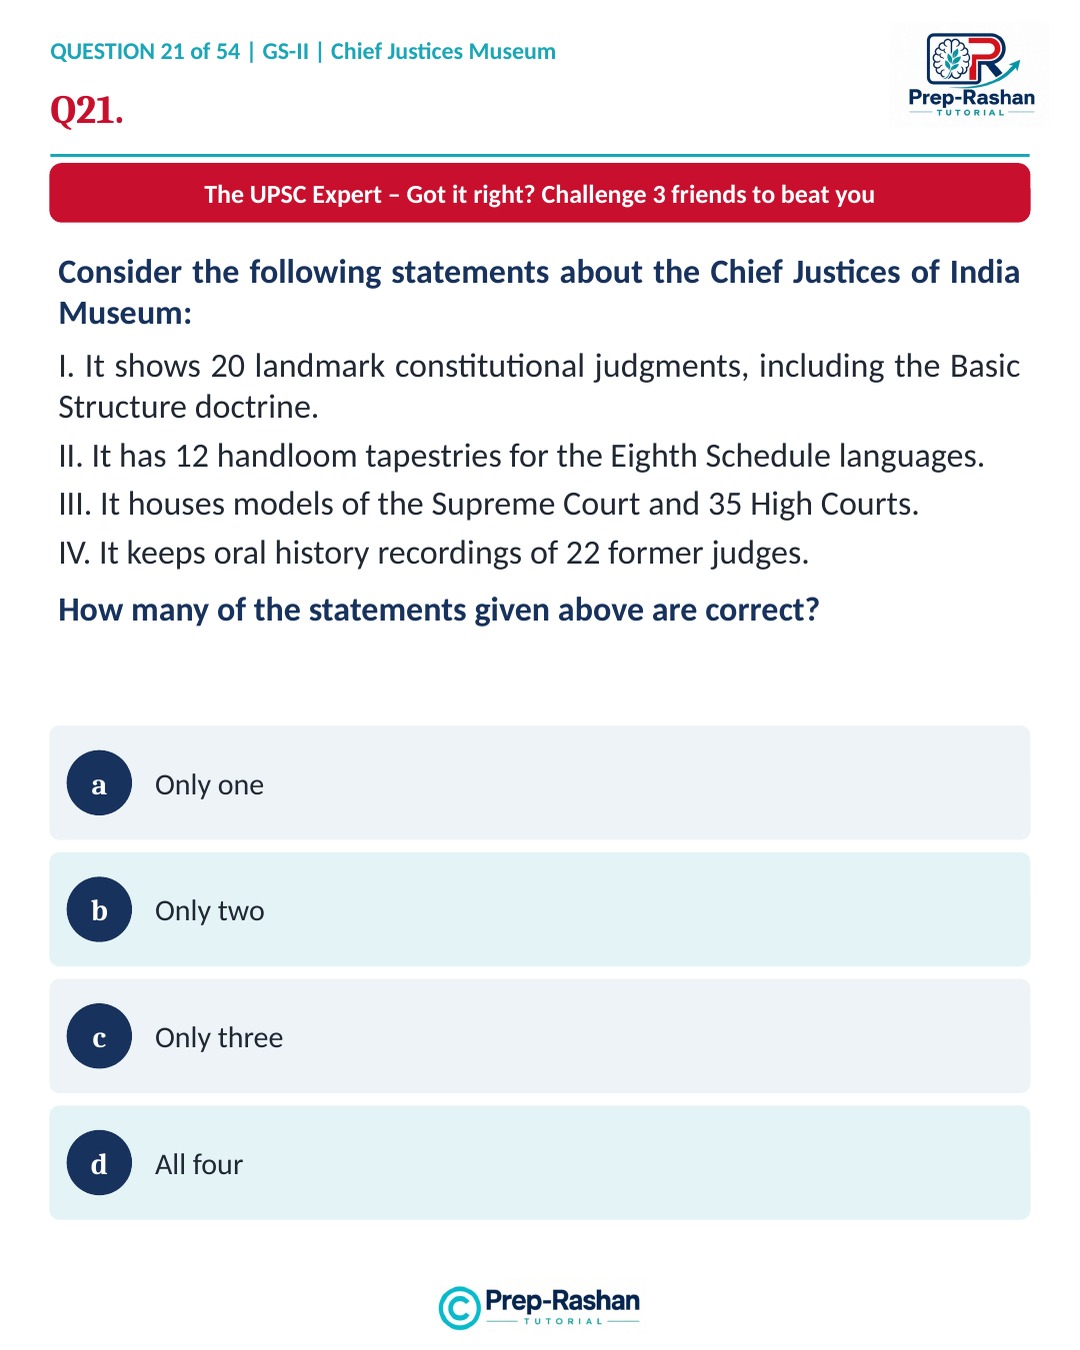 QUESTION 21 of 54 | GS-II | Chief Justices Museum
Prep-Rashan
TUTORIAL
Q21.
The UPSC Expert – Got it right? Challenge 3 friends to beat you
Consider the following statements about the Chief Justices of India
Museum:
I. It shows 20 landmark constitutional judgments, including the Basic
Structure doctrine.
II. It has 12 handloom tapestries for the Eighth Schedule languages.
III. It houses models of the Supreme Court and 35 High Courts.
IV. It keeps oral history recordings of 22 former judges.
How many of the statements given above are correct?
a Only one
b Only two
c Only three
d All four
© Prep-Rashan
TUTORIAL